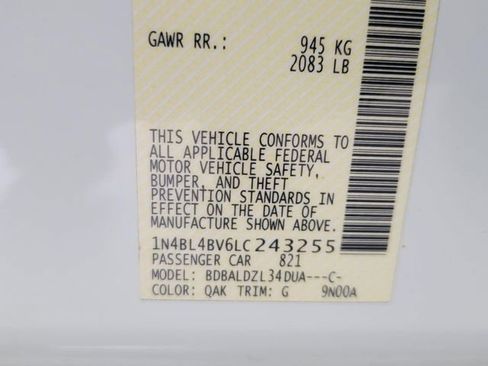 GAWR RR.: 945 KG
2083 LB
THIS VEHICLE CONFORMS TO
ALL APPLICABLE FEDERAL
MOTOR VEHICLE SAFETY,
BUMPER, AND THEFT
PREVENTION STANDARDS IN
EFFECT ON THE DATE OF
MANUFACTURE SHOWN ABOVE.
1N4BL4BV6LC243255
PASSENGER CAR 821
MODEL: BDBALDZL34DUA---C-
COLOR: QAK TRIM: G 9N00A